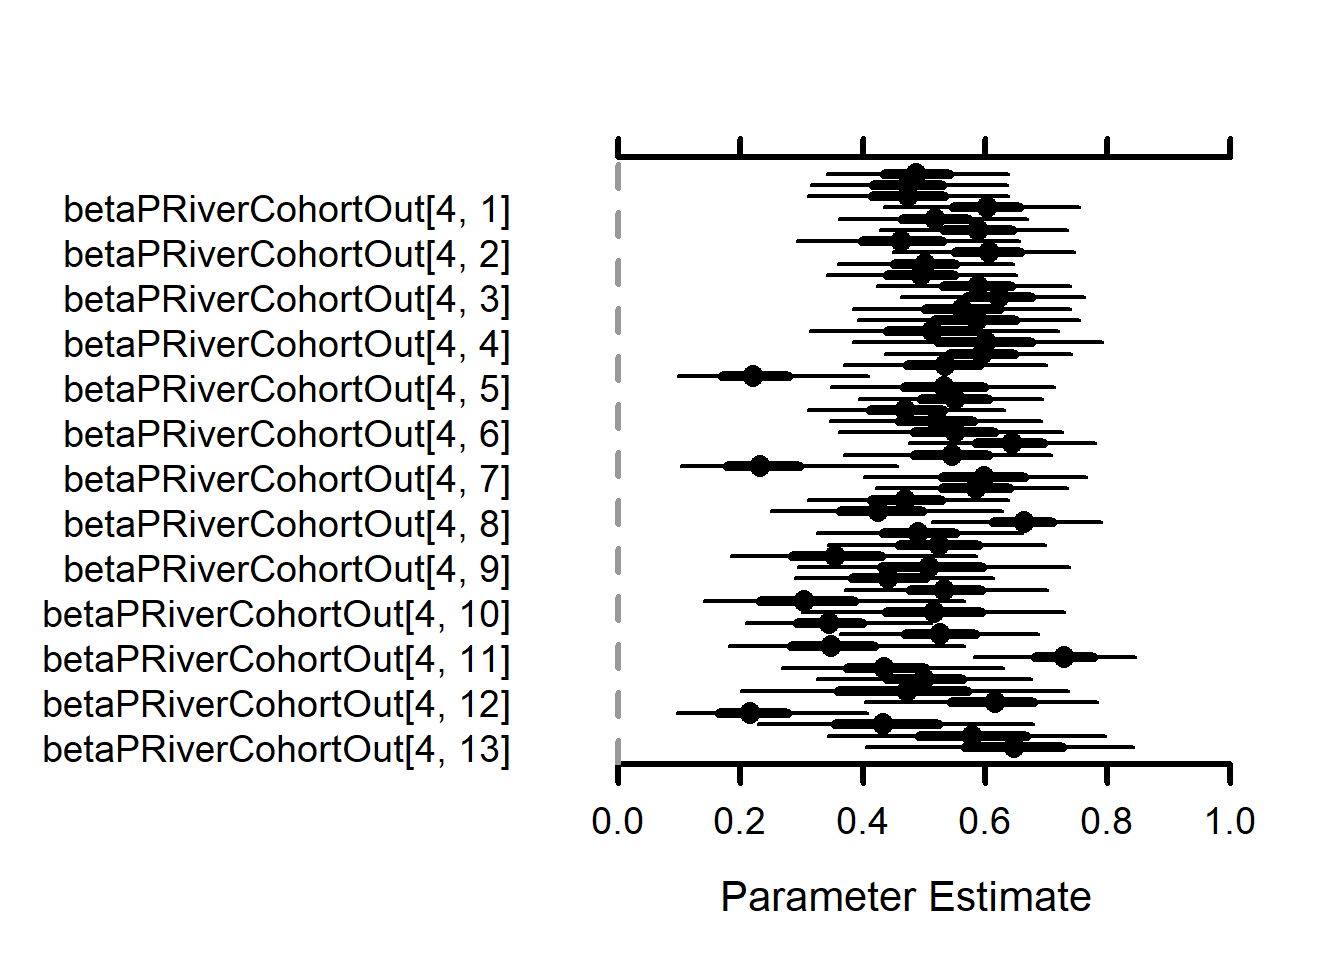 betaPRiverCohortOut[4, 1]
betaPRiverCohortOut[4, 2]
betaPRiverCohortOut[4, 3]
betaPRiverCohortOut[4, 4]
betaPRiverCohortOut[4, 5]
betaPRiverCohortOut[4, 6]
betaPRiverCohortOut[4, 7]
betaPRiverCohortOut[4, 8]
betaPRiverCohortOut[4, 9]
betaPRiverCohortOut[4, 10]
betaPRiverCohortOut[4, 11]
betaPRiverCohortOut[4, 12]
betaPRiverCohortOut[4, 13]
0.0 0.2 0.4 0.6 0.8 1.0
Parameter Estimate